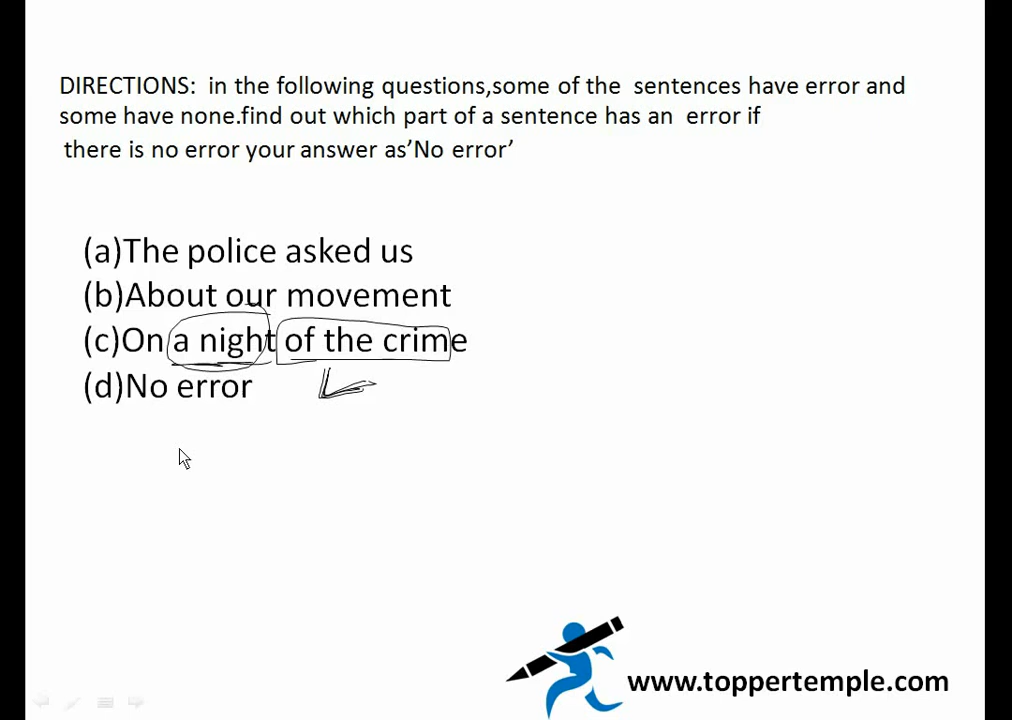 DIRECTIONS: in the following questions,some of the sentences have error and
some have none.find out which part of a sentence has an error if
there is no error your answer as’No error’
(a)The police asked us
(b)About our movement
(c)On a night of the crime
(d)No error
www.toppertemple.com